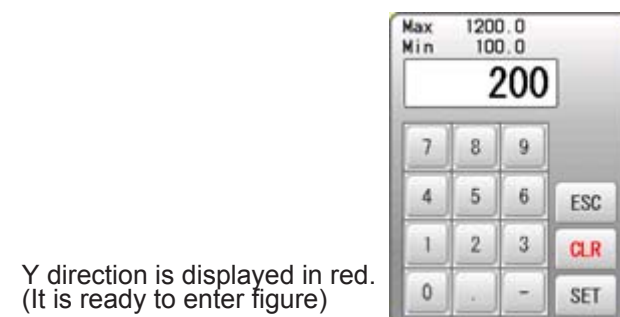 Max 1200.0
Min 100.0
200
7 8 9
4 5 6 ESC
1 2 3 CLR
0 . - SET
Y direction is displayed in red.
(It is ready to enter figure)